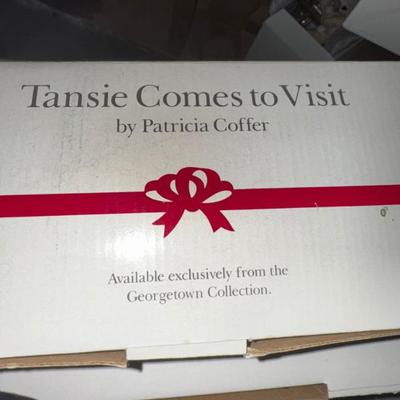 Tansie Comes to Visit
by Patricia Coffer
Available exclusively from the
Georgetown Collection.